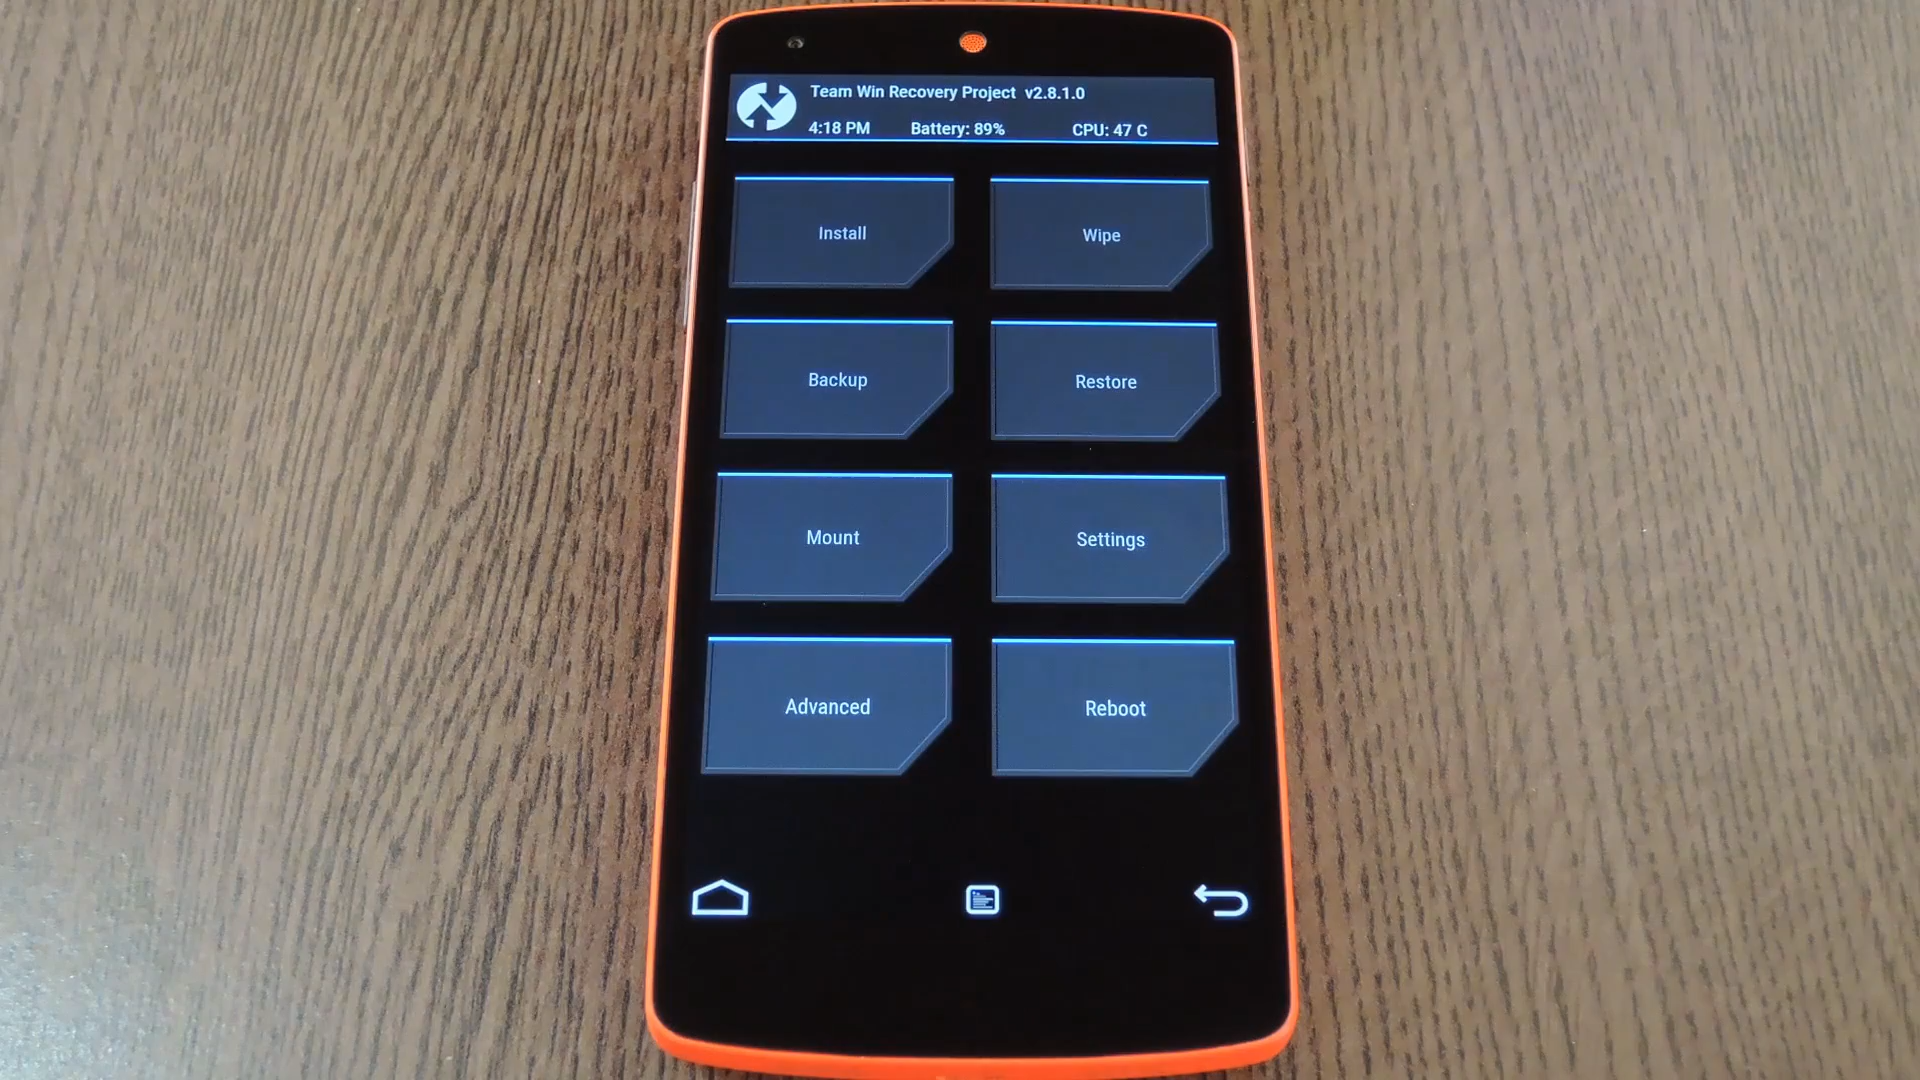 Team Win Recovery Project v2.8.1.0
4:18 PM Battery: 89% CPU: 47 C
Install Wipe
Backup Restore
Mount Settings
Advanced Reboot